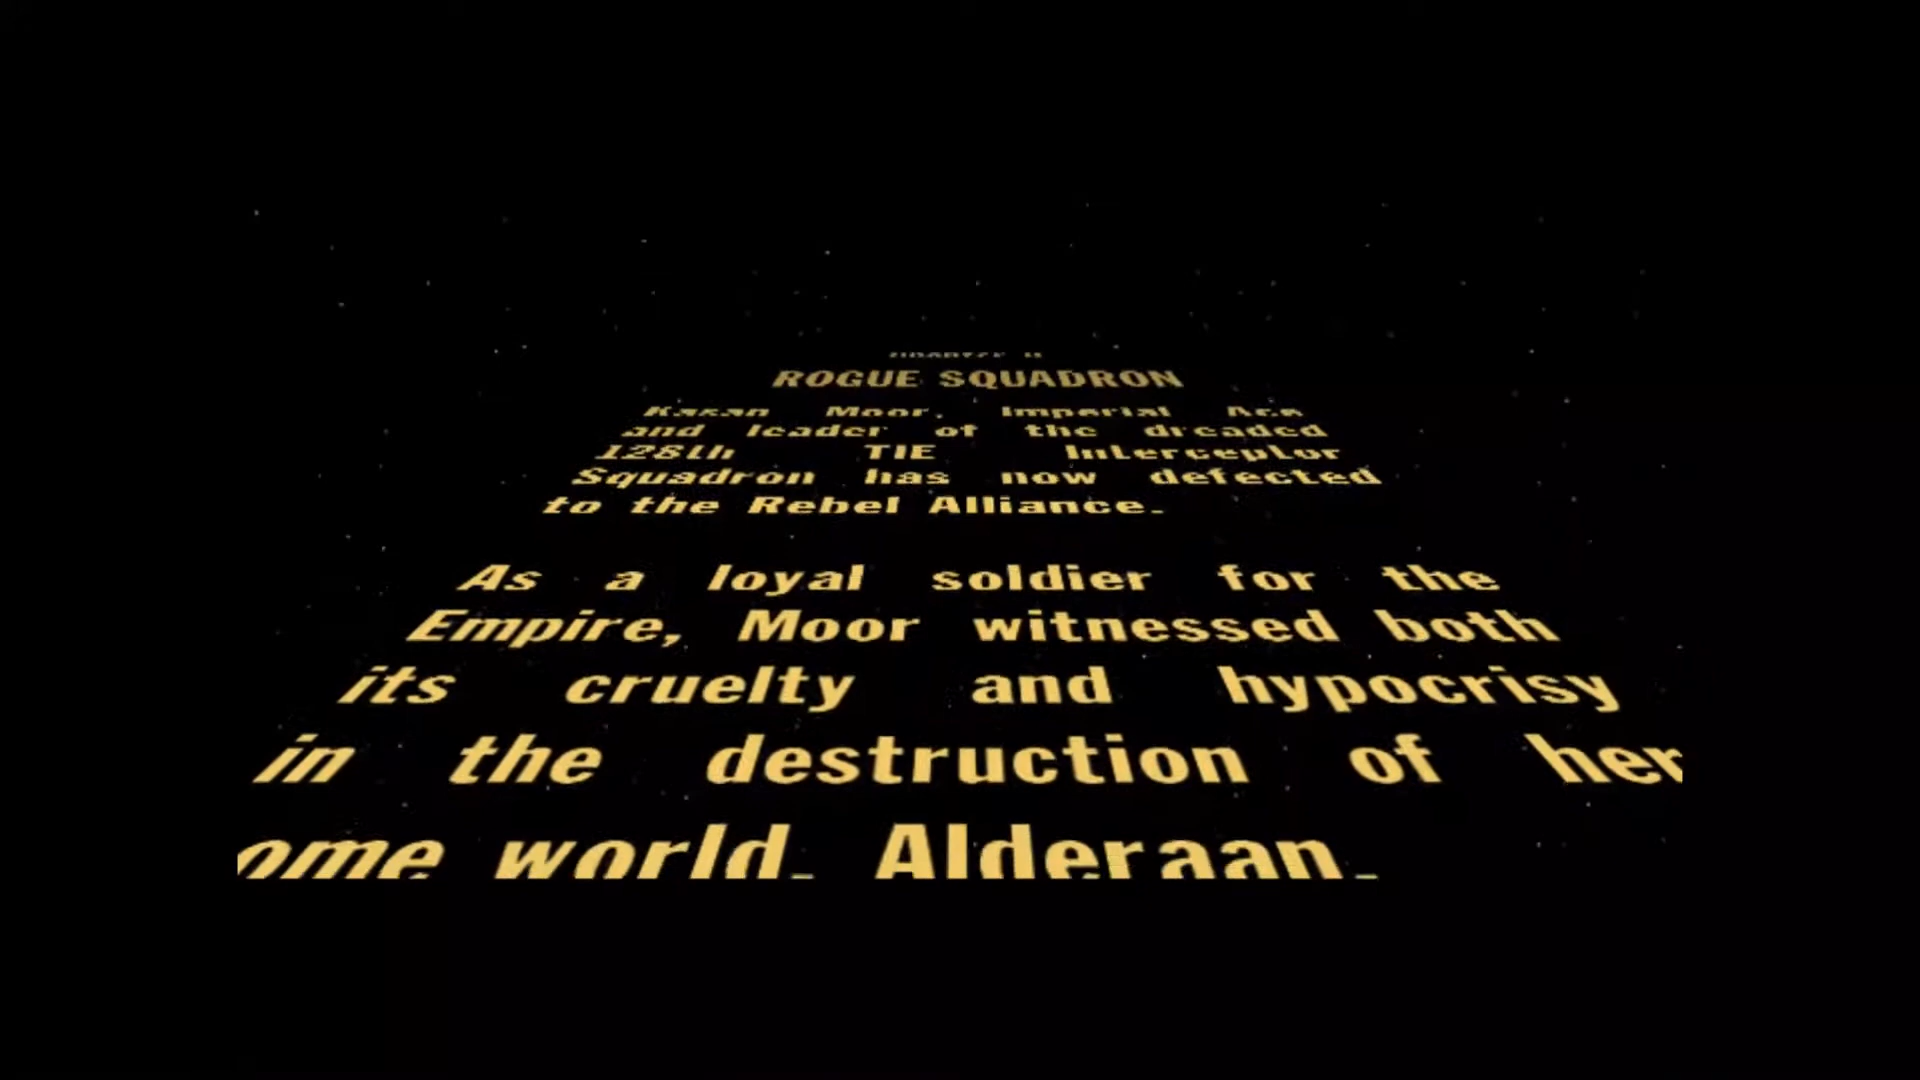 ROGUE SQUADRON
Kasan Moor, Imperial Ace
and leader of the dreaded
128th TIE Interceptor
Squadron has now defected
to the Rebel Alliance.
As a loyal soldier for the
Empire, Moor witnessed both
its cruelty and hypocrisy
in the destruction of her
ome world, Alderaan.